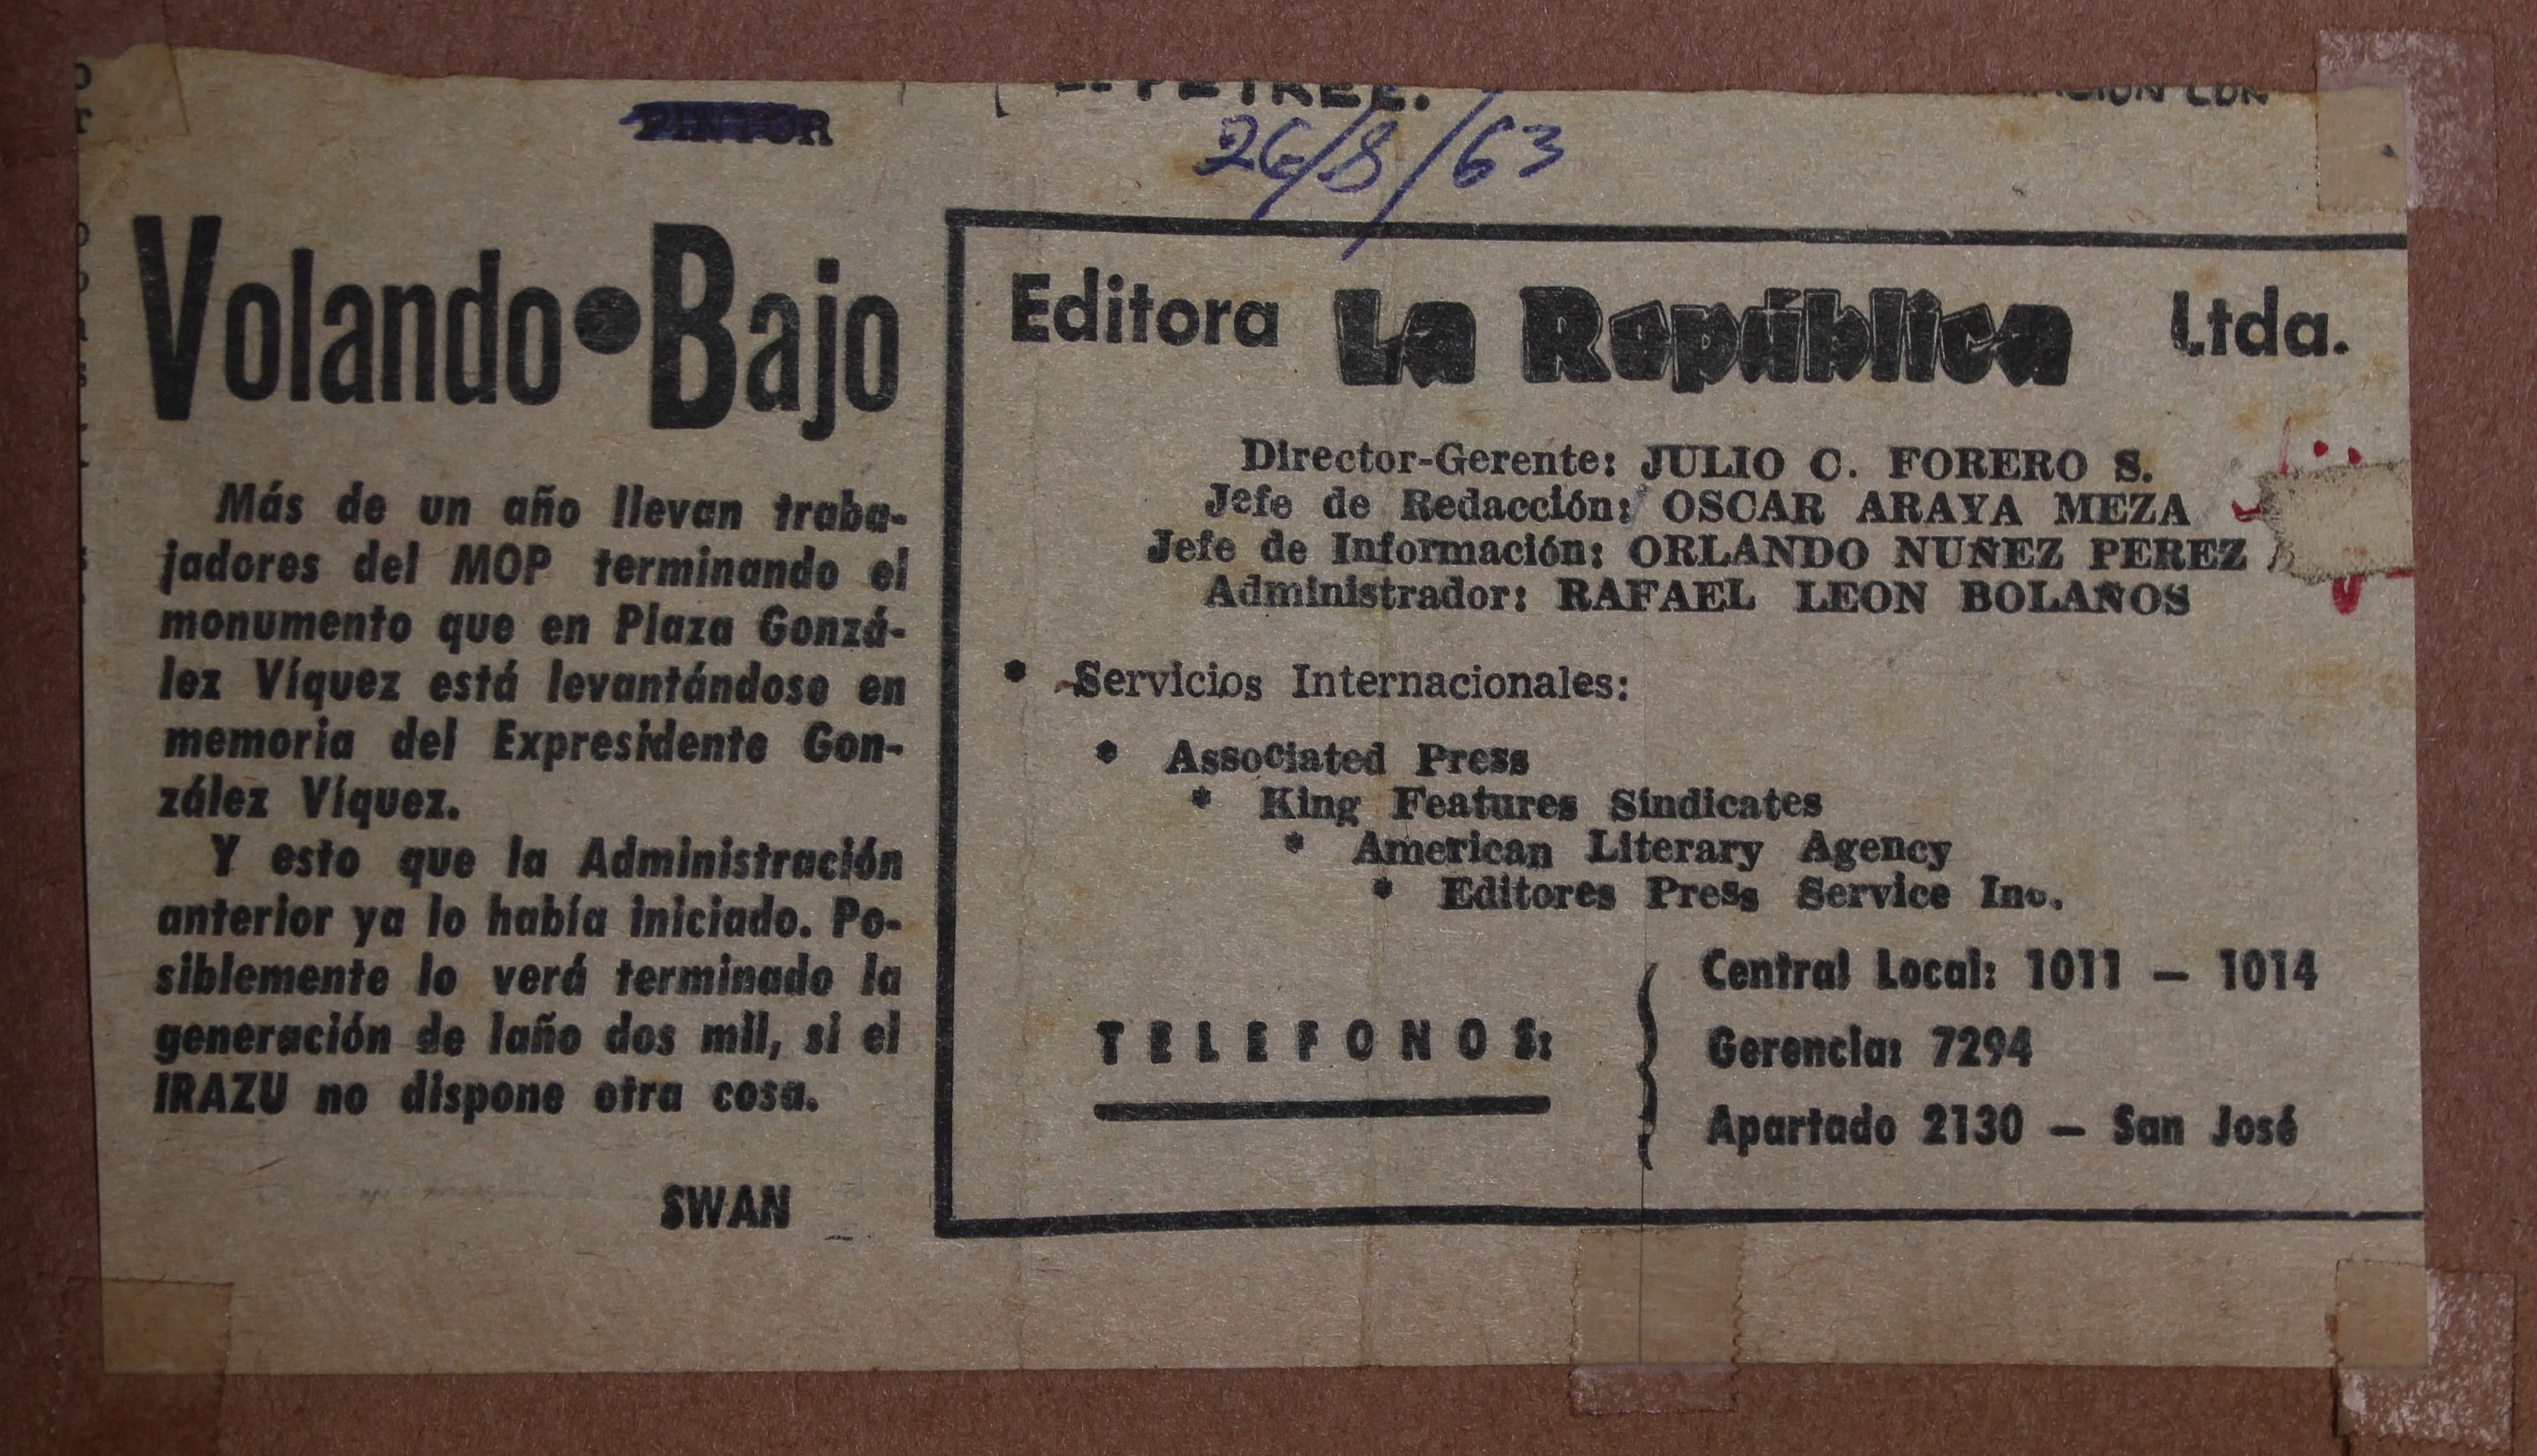 PINTOR
26/8/63
Volando Bajo
Más de un año llevan traba-
jadores del MOP terminando el
monumento que en Plaza Gonzá-
lez Víquez está levantándose en
memoria del Expresidente Gon-
zález Víquez.
Y esto que la Administración
anterior ya lo había iniciado. Po-
siblemente lo verá terminado la
generación de laño dos mil, si el
IRAZU no dispone otra cosa.
SWAN
Editora La República Ltda.
Director-Gerente: JULIO C. FORERO S.
Jefe de Redacción: OSCAR ARAYA MEZA
Jefe de Información: ORLANDO NUÑEZ PEREZ
Administrador: RAFAEL LEON BOLAÑOS
* Servicios Internacionales:
* Associated Press
* King Features Sindicates
* American Literary Agency
* Editores Press Service Inc.
TELEFONOS:
Central Local: 1011 — 1014
Gerencia: 7294
Apartado 2130 — San José